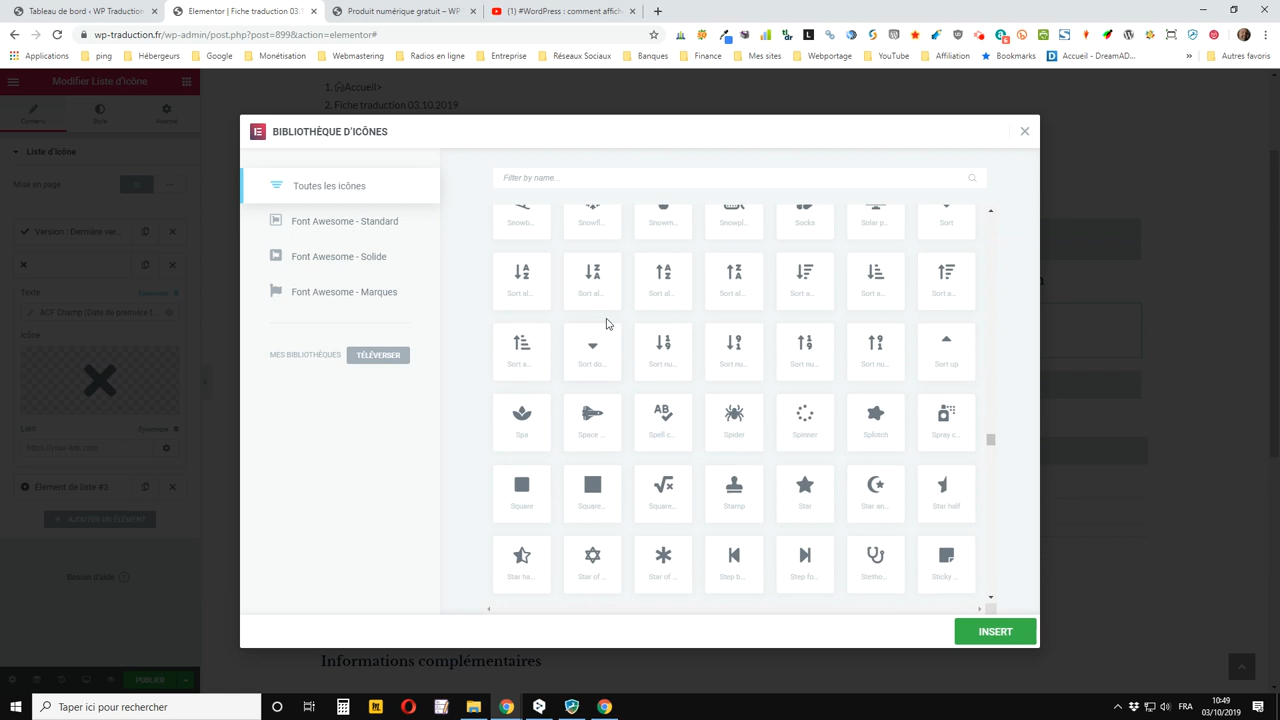 Tableau de bord ‹ WP Traduction
Elementor | Fiche traduction 03.1
Produit numérique gratuit – WP
(1) #WordPress : comment affich
wp-traduction.fr/wp-admin/post.php?post=899&action=elementor#
Applications
ping
Hébergeurs
Google
Monétisation
Webmastering
Radios en ligne
Entreprise
Réseaux Sociaux
Banques
Finance
Mes sites
Webportage
YouTube
Affiliation
Bookmarks
Accueil - DreamAD...
»
Autres favoris
Modifier Liste d'icône
Contenu
Style
Avancé
Liste d'icône
Mise en page
Version : Dernière ver...
Texte
Dynamique
ACF Champ (Date de première t...
Icône
Lien
Dynamique
https://your-link.com
Élément de liste #3
+ AJOUTER UN ÉLÉMENT
Besoin d'aide ?
PUBLIER
1. Accueil>
2. Fiche traduction 03.10.2019
BIBLIOTHÈQUE D'ICÔNES
Toutes les icônes
Font Awesome - Standard
Font Awesome - Solide
Font Awesome - Marques
MES BIBLIOTHÈQUES
TÉLÉVERSER
Filter by name...
Snowb... Snowfl... Snowm... Snowpl... Socks Solar p... Sort
Sort al... Sort al... Sort al... Sort al... Sort a... Sort a... Sort a...
Sort a... Sort do... Sort nu... Sort nu... Sort nu... Sort nu... Sort up
Spa Space ... Spell c... Spider Spinner Splotch Spray c...
Square Square... Square... Stamp Star Star an... Star half
Star ha... Star of ... Star of ... Step b... Step fo... Stetho... Sticky ...
INSERT
Informations complémentaires
Taper ici pour rechercher
FRA
10:49
03/10/2019